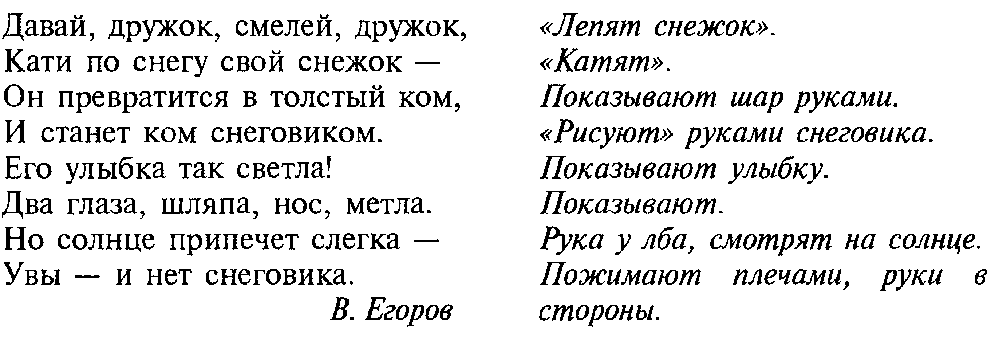 Давай, дружок, смелей, дружок,
Кати по снегу свой снежок —
Он превратится в толстый ком,
И станет ком снеговиком.
Его улыбка так светла!
Два глаза, шляпа, нос, метла.
Но солнце припечет слегка —
Увы — и нет снеговика.
В. Егоров
«Лепят снежок».
«Катят».
Показывают шар руками.
«Рисуют» руками снеговика.
Показывают улыбку.
Показывают.
Рука у лба, смотрят на солнце.
Пожимают плечами, руки в
стороны.